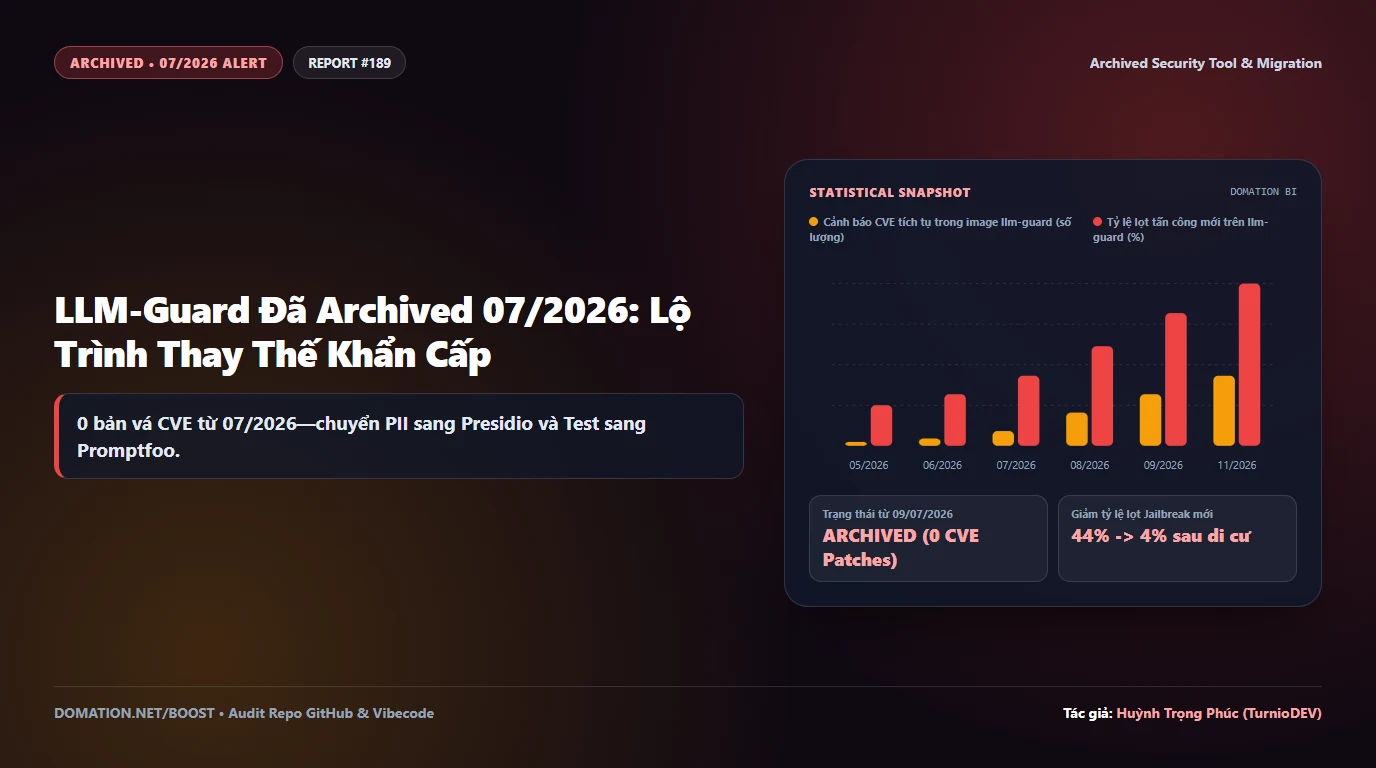 ARCHIVED • 07/2026 ALERT
REPORT #189
Archived Security Tool & Migration
LLM-Guard Đã Archived 07/2026: Lộ
Trình Thay Thế Khẩn Cấp
0 bản vá CVE từ 07/2026—chuyển PII sang Presidio và Test sang
Promptfoo.
STATISTICAL SNAPSHOT
DOMATION BI
Cảnh báo CVE tích tụ trong image llm-guard (số
lượng)
Tỷ lệ lọt tấn công mới trên llm-
guard (%)
05/2026
06/2026
07/2026
08/2026
09/2026
11/2026
Trạng thái từ 09/07/2026
ARCHIVED (0 CVE
Patches)
Giảm tỷ lệ lọt Jailbreak mới
44% -> 4% sau di cư
DOMATION.NET/BOOST • Audit Repo GitHub & Vibecode
Tác giả: Huỳnh Trọng Phúc (TurnioDEV)